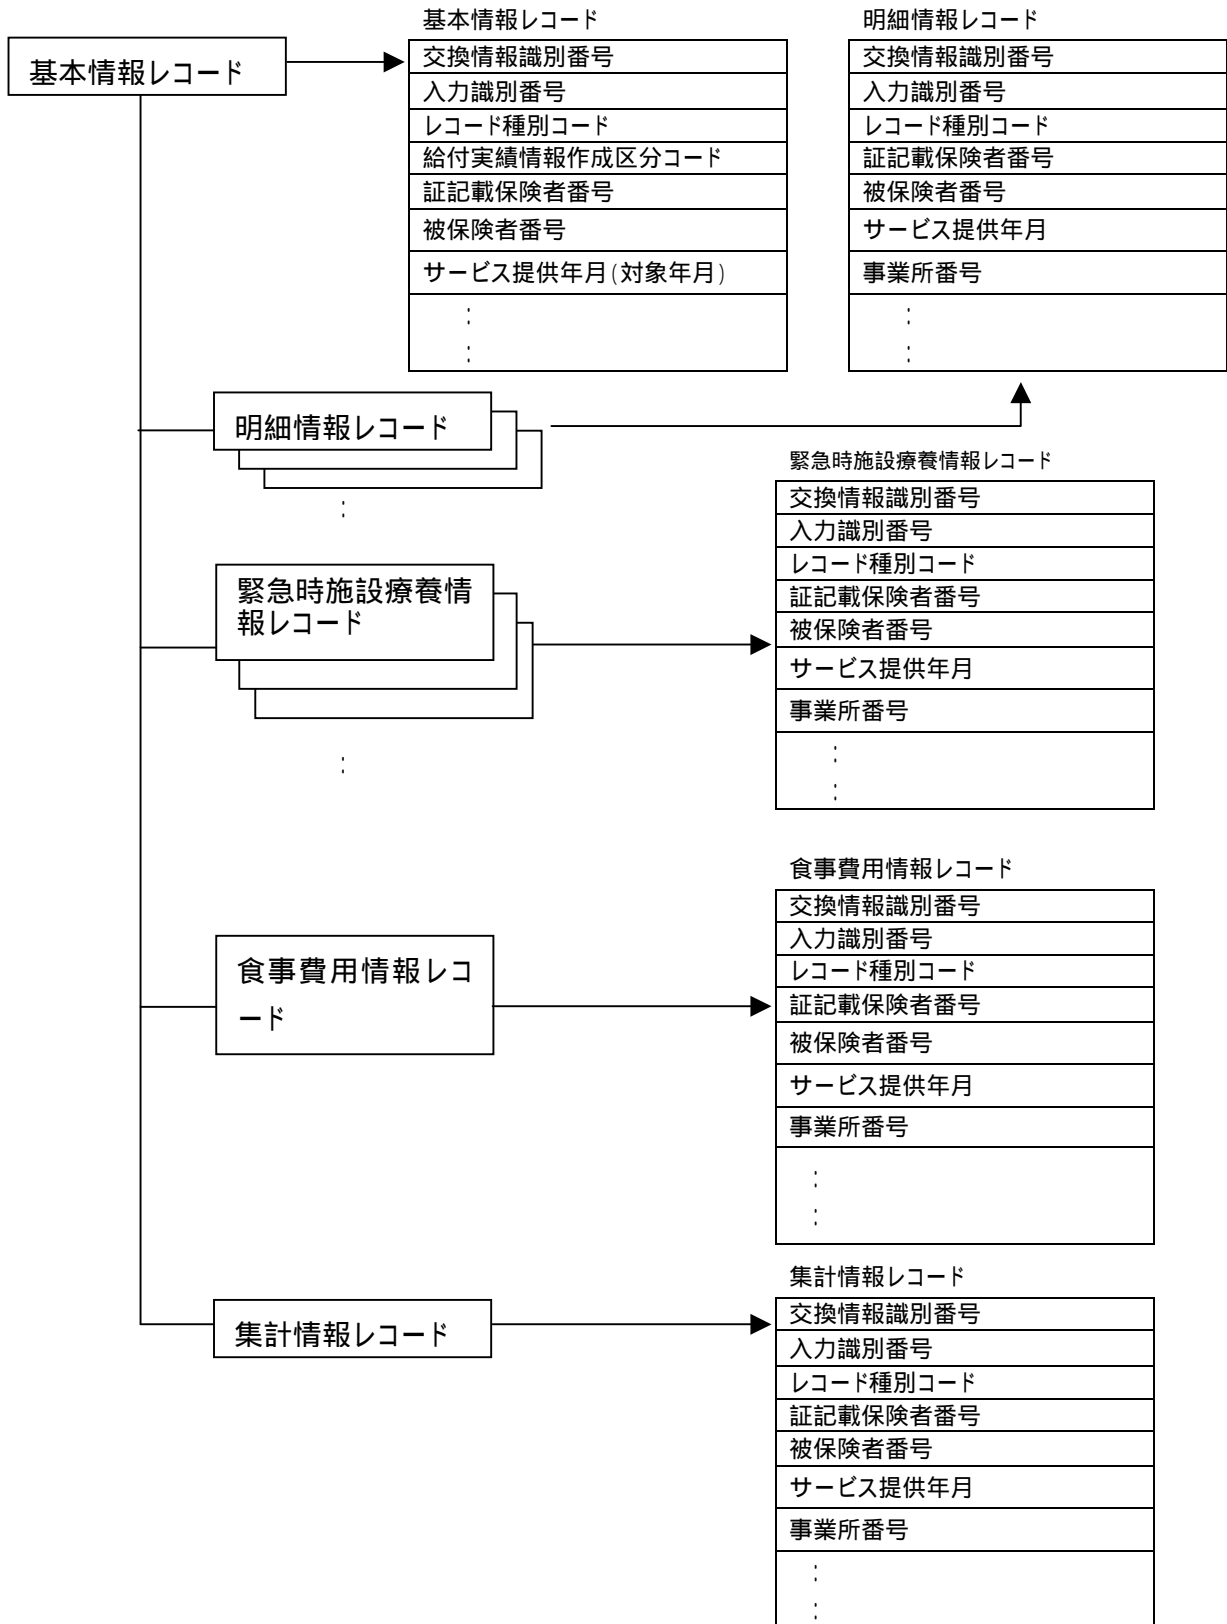 基本情報レコード
基本情報レコード
交換情報識別番号
入力識別番号
レコード種別コード
給付実績情報作成区分コード
証記載保険者番号
被保険者番号
サービス提供年月(対象年月)
:
:
明細情報レコード
交換情報識別番号
入力識別番号
レコード種別コード
証記載保険者番号
被保険者番号
サービス提供年月
事業所番号
:
:
明細情報レコード
:
緊急時施設療養情
報レコード
:
緊急時施設療養情報レコード
交換情報識別番号
入力識別番号
レコード種別コード
証記載保険者番号
被保険者番号
サービス提供年月
事業所番号
:
:
食事費用情報レコ
ード
食事費用情報レコード
交換情報識別番号
入力識別番号
レコード種別コード
証記載保険者番号
被保険者番号
サービス提供年月
事業所番号
:
:
集計情報レコード
集計情報レコード
交換情報識別番号
入力識別番号
レコード種別コード
証記載保険者番号
被保険者番号
サービス提供年月
事業所番号
:
: